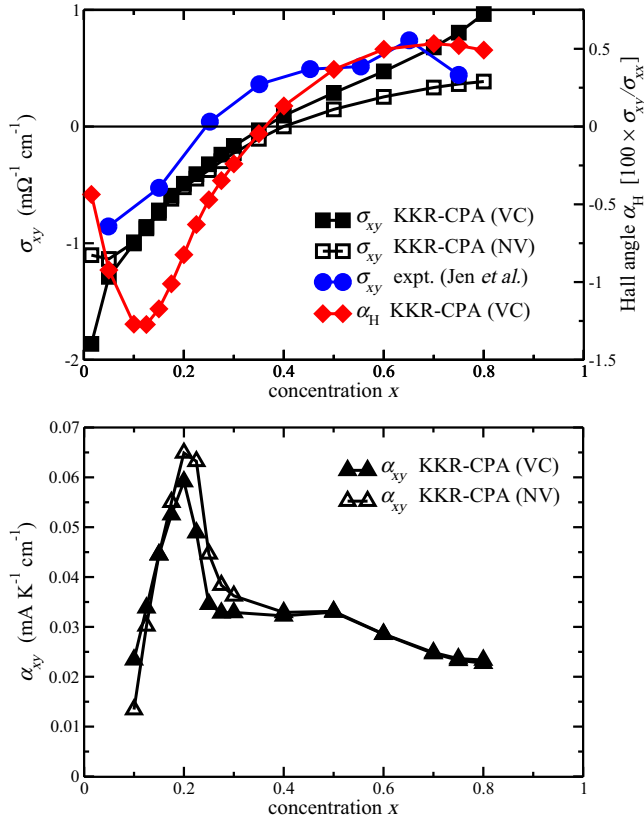 1
0
-1
-2
σxy (mΩ⁻¹ cm⁻¹)
0.5
0
-0.5
-1
-1.5
Hall angle αH [100 × σxy/σxx]
σxy KKR-CPA (VC)
σxy KKR-CPA (NV)
σxy expt. (Jen et al.)
αH KKR-CPA (VC)
0 0.2 0.4 0.6 0.8 1
concentration x
0.07
0.06
0.05
0.04
0.03
0.02
0.01
0
αxy (mA K⁻¹ cm⁻¹)
αxy KKR-CPA (VC)
αxy KKR-CPA (NV)
0 0.2 0.4 0.6 0.8 1
concentration x